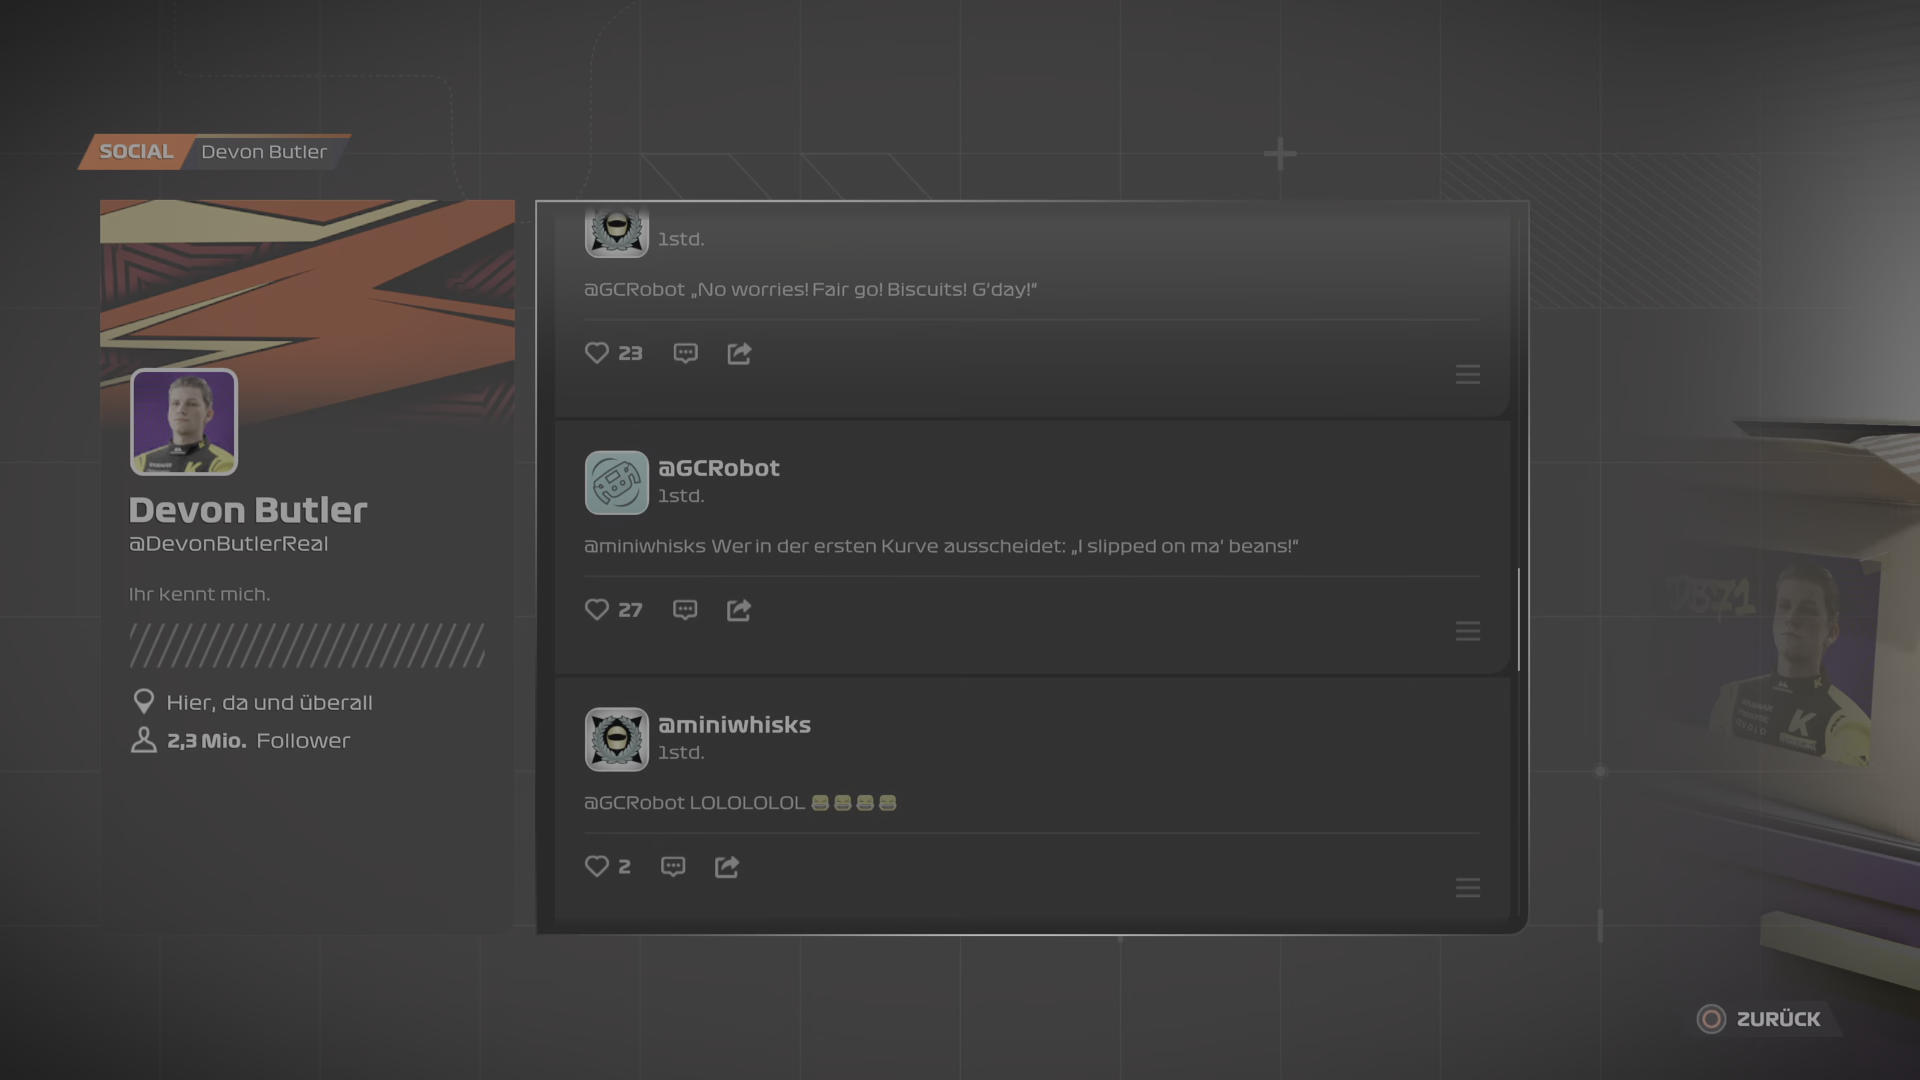 SOCIAL Devon Butler
Devon Butler
@DevonButlerReal
Ihr kennt mich.
Hier, da und überall
2,3 Mio. Follower
1std.
@GCRobot „No worries! Fair go! Biscuits! G'day!“
23
@GCRobot
1std.
@miniwhisks Wer in der ersten Kurve ausscheidet: „I slipped on ma' beans!“
27
@miniwhisks
1std.
@GCRobot LOLOLOLOL 😆😆😆😆
2
DB71
K
K
ZURÜCK